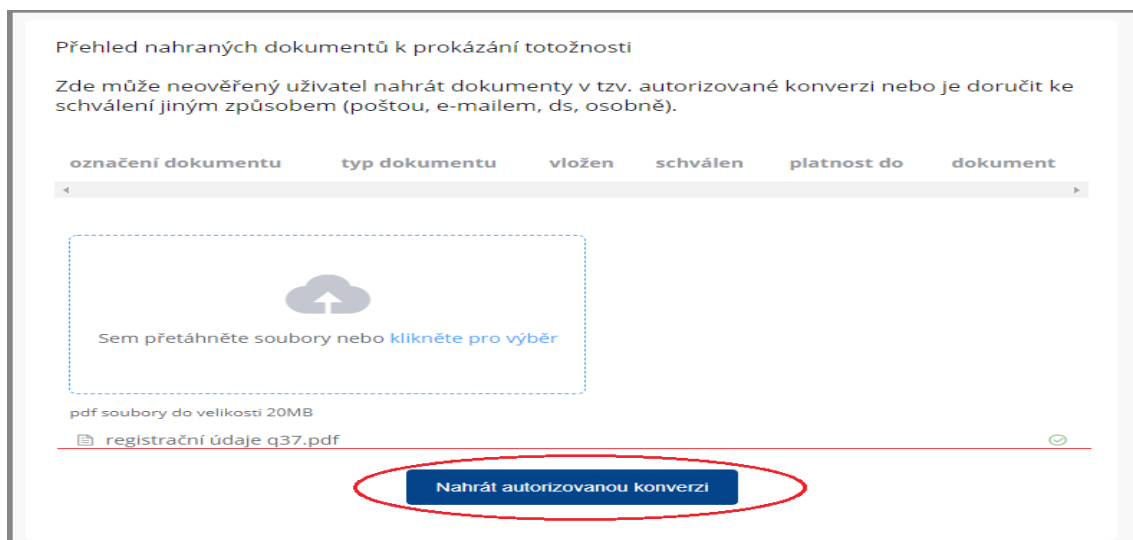 Přehled nahraných dokumentů k prokázání totožnosti
Zde může neověřený uživatel nahrát dokumenty v tzv. autorizované konverzi nebo je doručit ke
schválení jiným způsobem (poštou, e-mailem, ds, osobně).
označení dokumentu typ dokumentu vložen schválen platnost do dokument
Sem přetáhněte soubory nebo klikněte pro výběr
pdf soubory do velikosti 20MB
registrační údaje q37.pdf
Nahrát autorizovanou konverzi